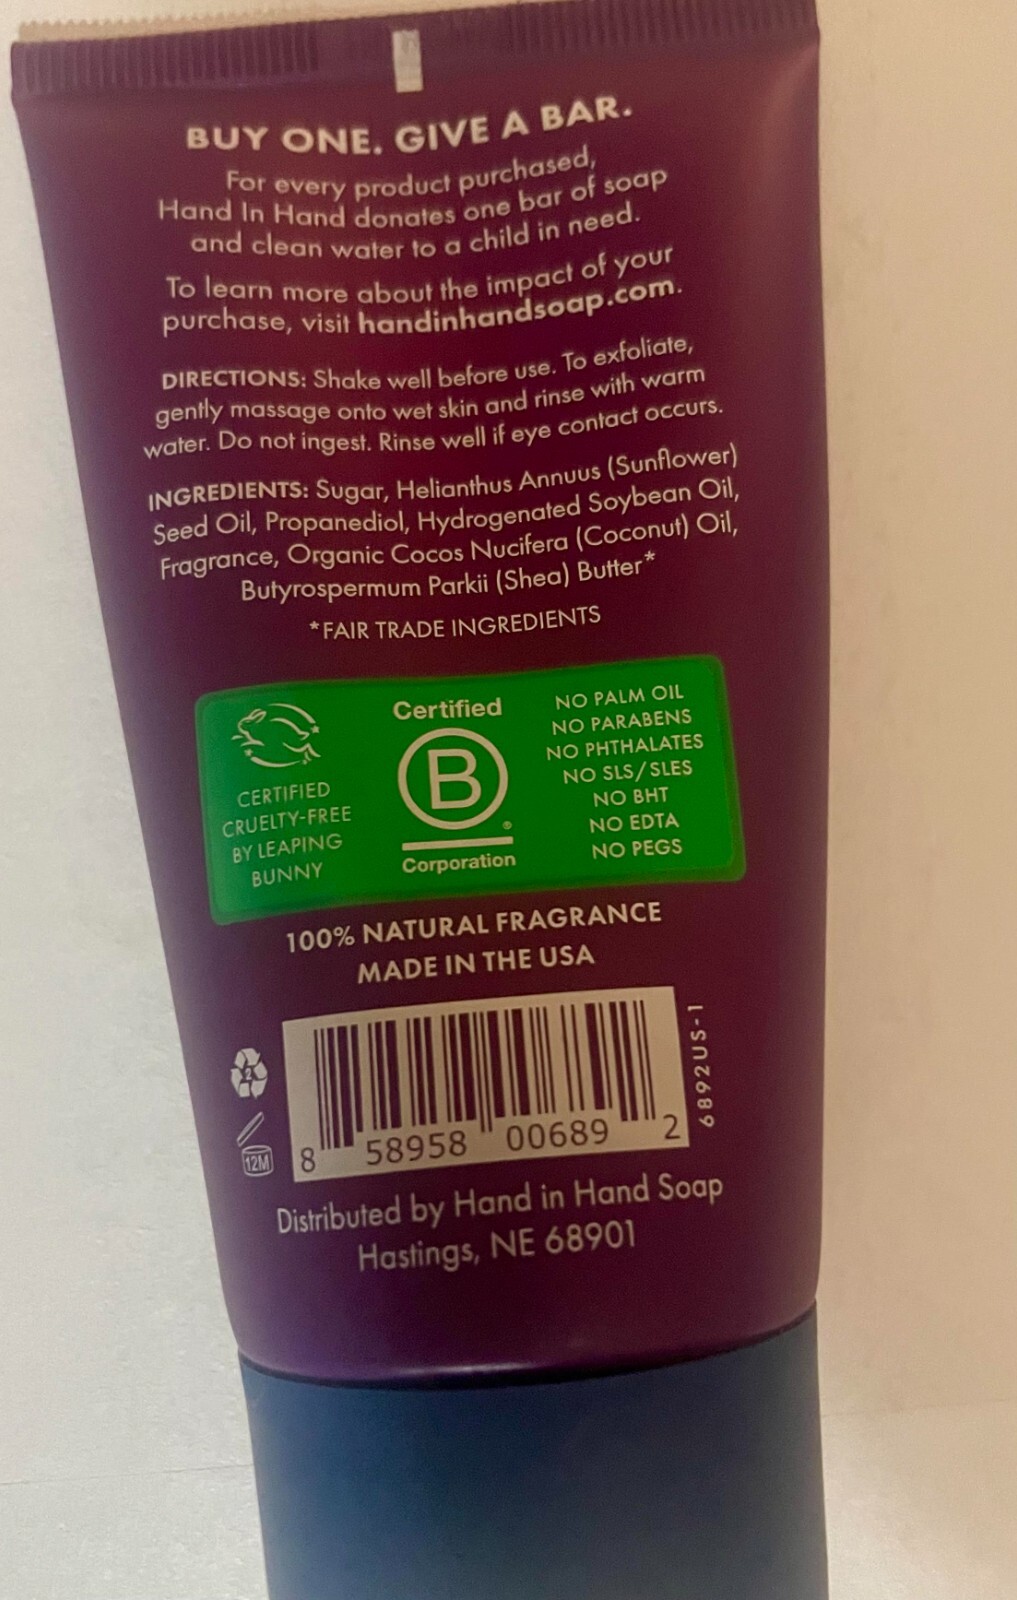 BUY ONE. GIVE A BAR.
For every product purchased,
Hand In Hand donates one bar of soap
and clean water to a child in need.
To learn more about the impact of your
purchase, visit handinhandsoap.com.
DIRECTIONS: Shake well before use. To exfoliate,
gently massage onto wet skin and rinse with warm
water. Do not ingest. Rinse well if eye contact occurs.
INGREDIENTS: Sugar, Helianthus Annuus (Sunflower)
Seed Oil, Propanediol, Hydrogenated Soybean Oil,
Fragrance, Organic Cocos Nucifera (Coconut) Oil,
Butyrospermum Parkii (Shea) Butter*
*FAIR TRADE INGREDIENTS
CERTIFIED
CRUELTY-FREE
BY LEAPING
BUNNY
Certified
B
®
Corporation
NO PALM OIL
NO PARABENS
NO PHTHALATES
NO SLS/SLES
NO BHT
NO EDTA
NO PEGS
100% NATURAL FRAGRANCE
MADE IN THE USA
2
12M
8 58958 00689 2
6892US-1
Distributed by Hand in Hand Soap
Hastings, NE 68901